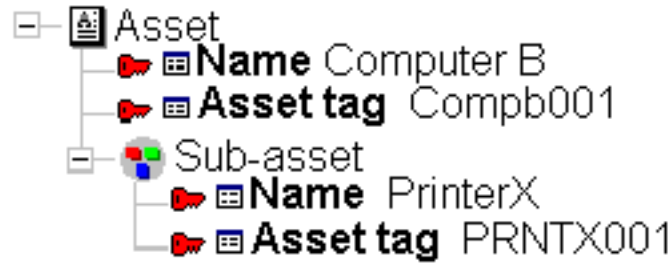 Asset
Name Computer B
Asset tag Compb001
Sub-asset
Name PrinterX
Asset tag PRNTX001